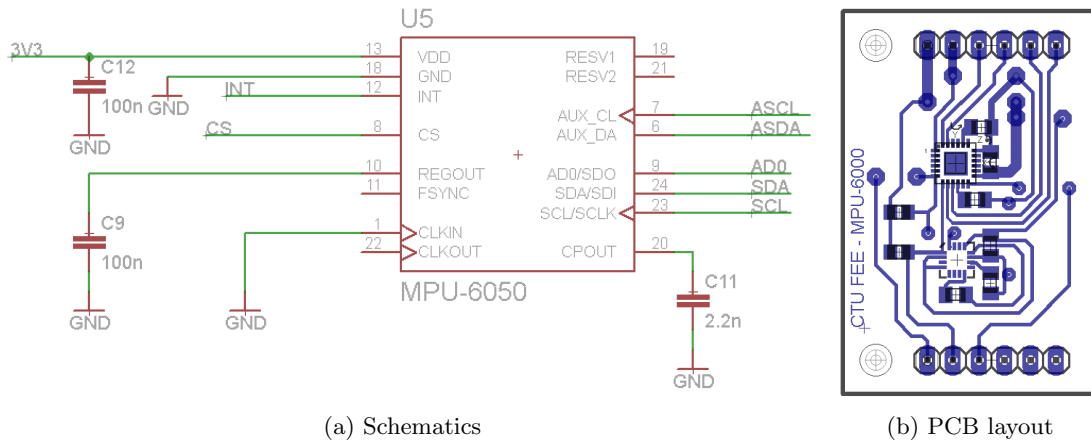 U5
3V3
13 VDD RESV1 19
C12
18 GND RESV2 21
12 INT
INT
100n
GND
GND
AUX_CL 7 ASCL
CS
8 CS AUX_DA 6 ASDA
10 REGOUT AD0/SDO 9 AD0
11 FSYNC SDA/SDI 24 SDA
SCL/SCLK 23 SCL
C9
1 CLKIN
100n
22 CLKOUT CPOUT 20
MPU-6050
C11
2.2n
GND
GND
GND
CTU FEE - MPU-6000
1
(a) Schematics
(b) PCB layout